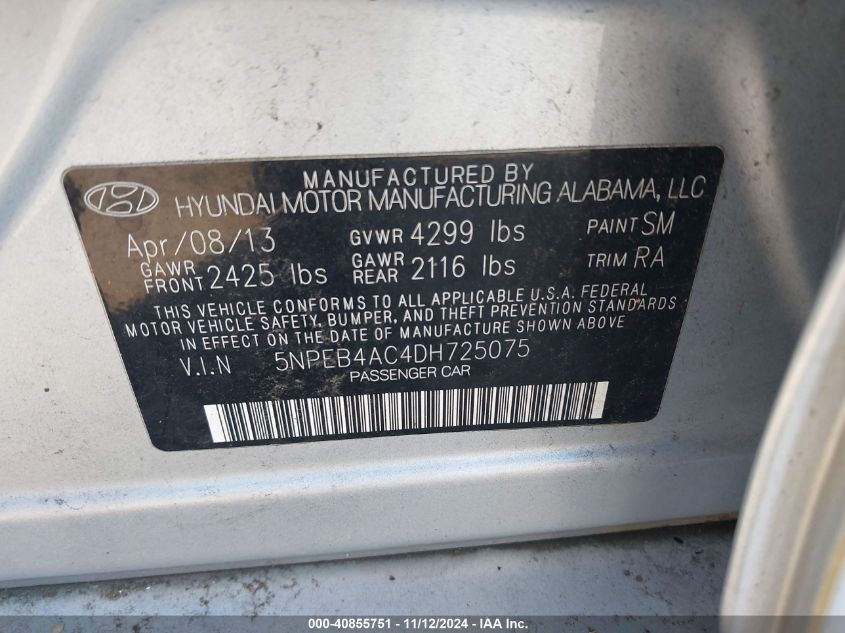 MANUFACTURED BY
HYUNDAI MOTOR MANUFACTURING ALABAMA, LLC
Apr/08/13 GVWR 4299 lbs PAINT SM
GAWR FRONT 2425 lbs GAWR REAR 2116 lbs TRIM RA
THIS VEHICLE CONFORMS TO ALL APPLICABLE U.S.A. FEDERAL
MOTOR VEHICLE SAFETY, BUMPER, AND THEFT PREVENTION STANDARDS
IN EFFECT ON THE DATE OF MANUFACTURE SHOWN ABOVE
V.I.N 5NPEB4AC4DH725075
PASSENGER CAR
000-40855751 - 11/12/2024 - IAA Inc.